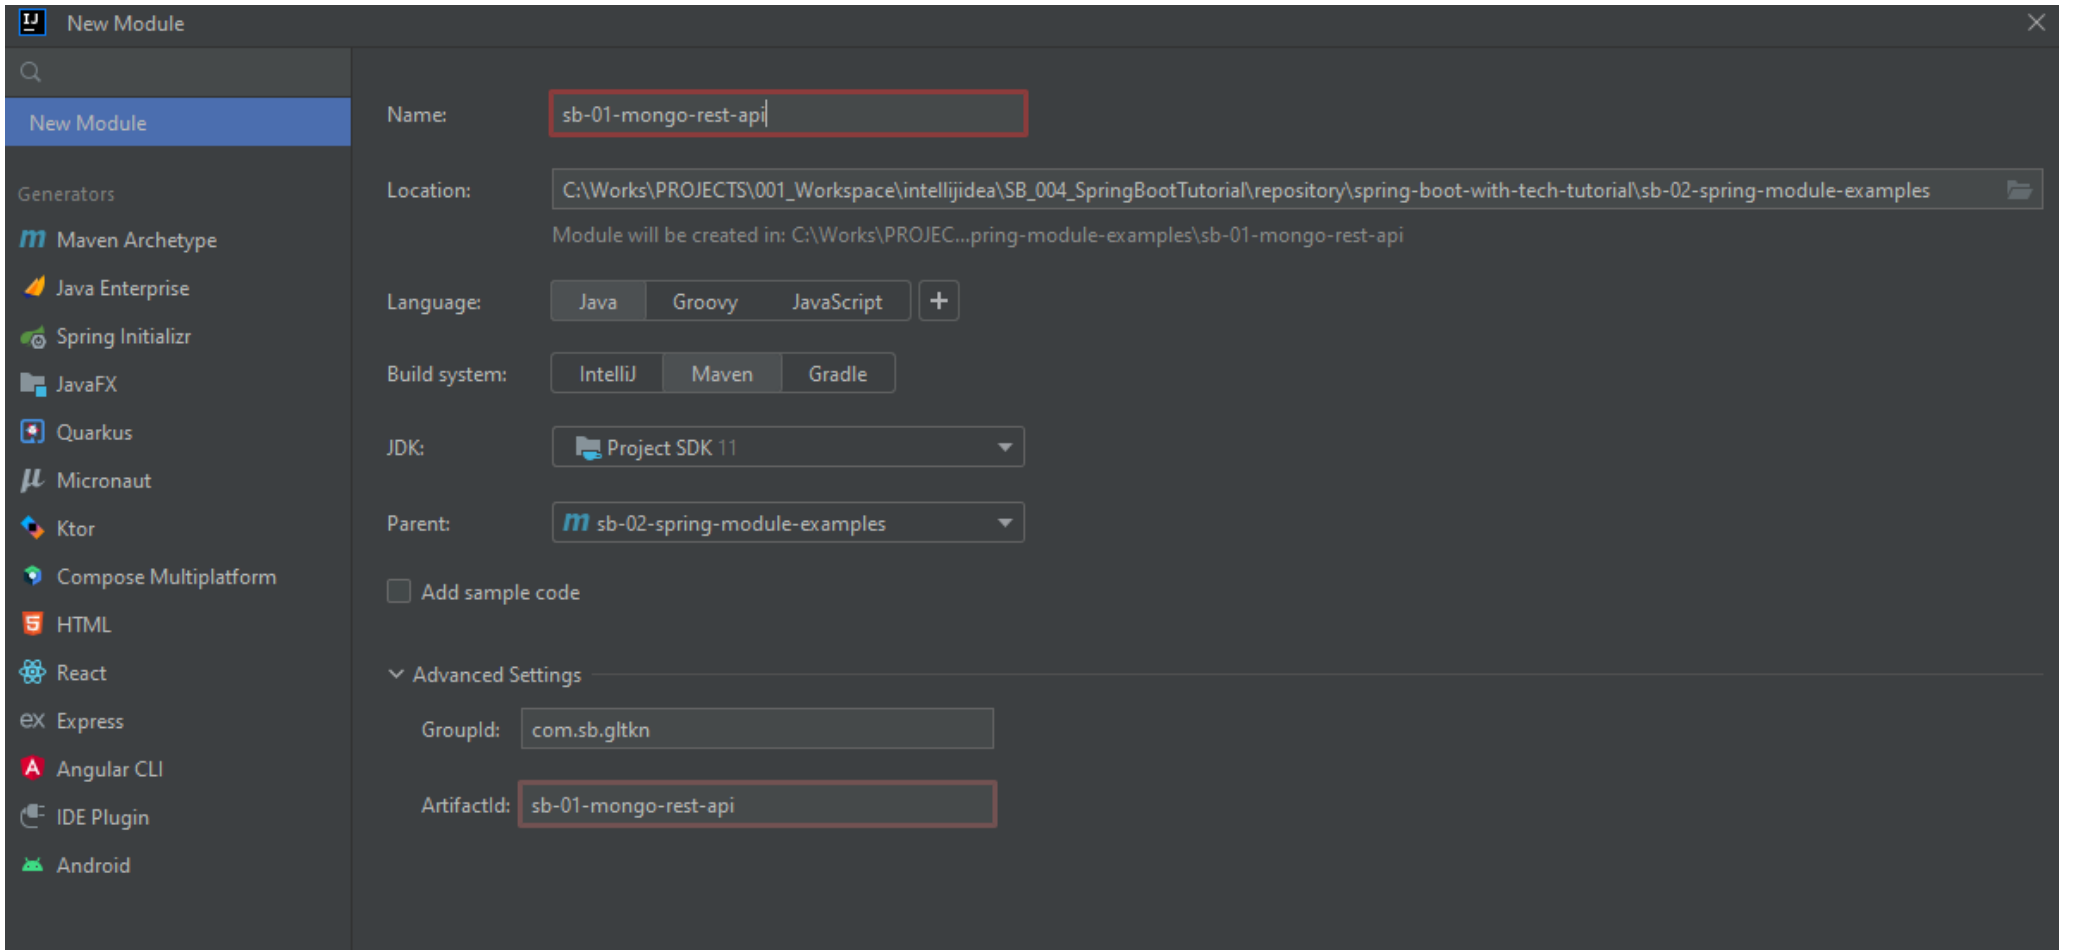 New Module
New Module
Generators
Maven Archetype
Java Enterprise
Spring Initializr
JavaFX
Quarkus
Micronaut
Ktor
Compose Multiplatform
HTML
React
Express
Angular CLI
IDE Plugin
Android
Name: sb-01-mongo-rest-api
Location: C:\Works\PROJECTS\001_Workspace\intellijidea\SB_004_SpringBootTutorial\repository\spring-boot-with-tech-tutorial\sb-02-spring-module-examples
Module will be created in: C:\Works\PROJEC...pring-module-examples\sb-01-mongo-rest-api
Language: Java Groovy JavaScript +
Build system: IntelliJ Maven Gradle
JDK: Project SDK 11
Parent: m sb-02-spring-module-examples
Add sample code
Advanced Settings
GroupId: com.sb.gltkn
ArtifactId: sb-01-mongo-rest-api